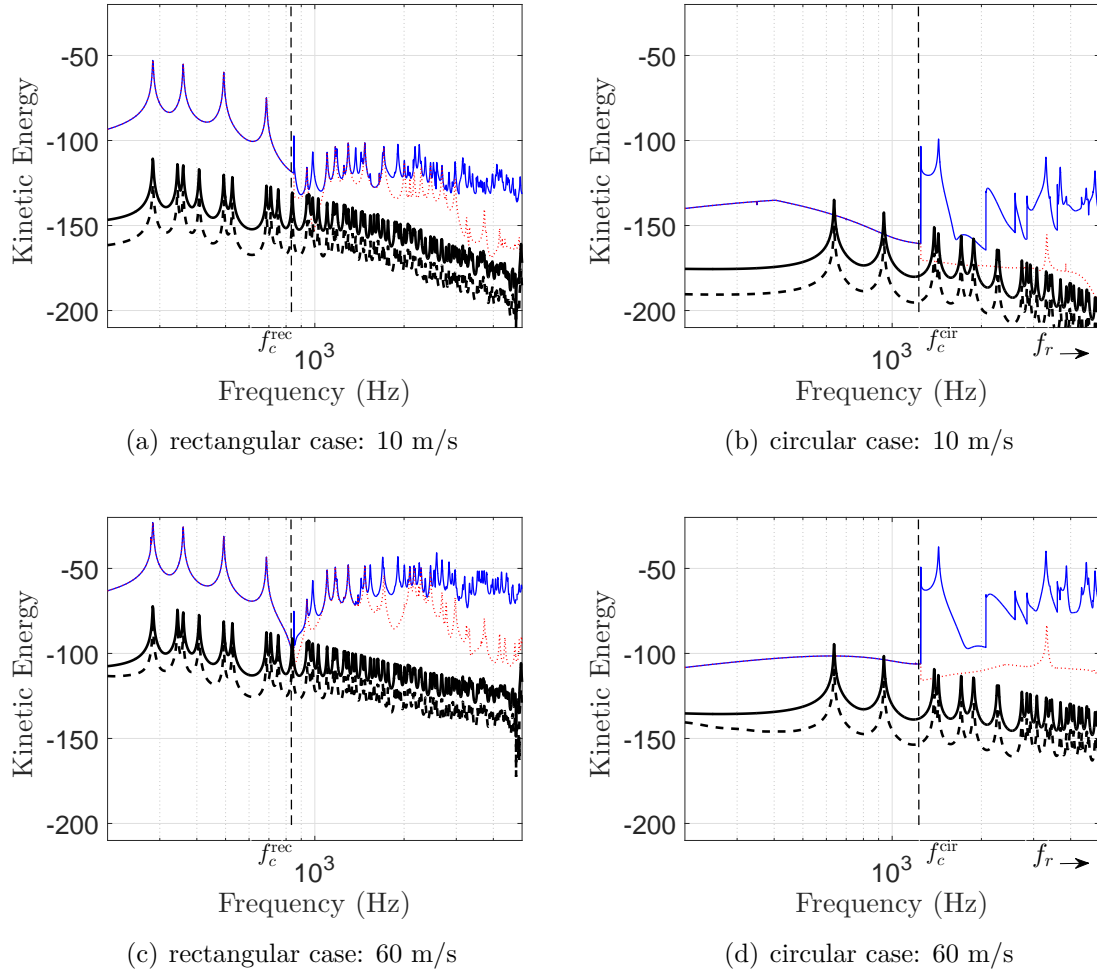 -50
-100
-150
-200
Kinetic Energy
f_c^rec
10^3
Frequency (Hz)
(a) rectangular case: 10 m/s
-50
-100
-150
-200
Kinetic Energy
10^3
f_c^cir
f_r →
Frequency (Hz)
(b) circular case: 10 m/s
-50
-100
-150
-200
Kinetic Energy
f_c^rec
10^3
Frequency (Hz)
(c) rectangular case: 60 m/s
-50
-100
-150
-200
Kinetic Energy
10^3
f_c^cir
f_r →
Frequency (Hz)
(d) circular case: 60 m/s